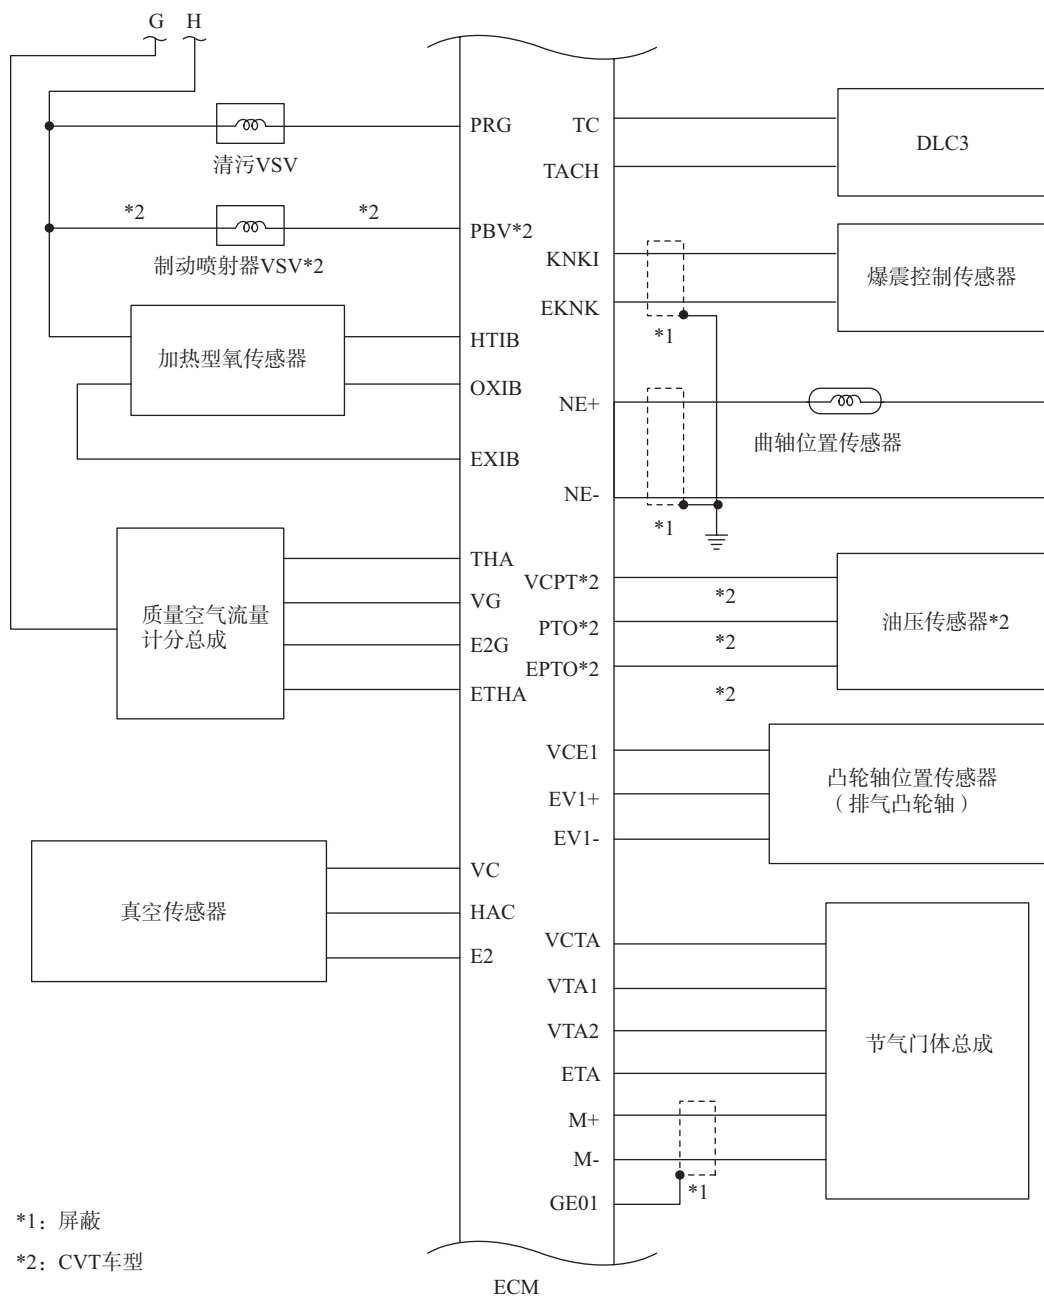 G H
PRG
清污VSV
*2 *2
PBV*2
制动喷射器VSV*2
加热型氧传感器
HTIB
OXIB
EXIB
质量空气流量
计分总成
THA
VG
E2G
ETHA
真空传感器
VC
HAC
E2
TC
TACH
DLC3
KNKI
EKNK
*1
爆震控制传感器
NE+
曲轴位置传感器
NE-
*1
VCPT*2
*2
PTO*2
*2
EPTO*2
*2
油压传感器*2
VCE1
EV1+
EV1-
凸轮轴位置传感器
（排气凸轮轴）
VCTA
VTA1
VTA2
ETA
M+
M-
*1
GE01
节气门体总成
*1：屏蔽
*2：CVT车型
ECM